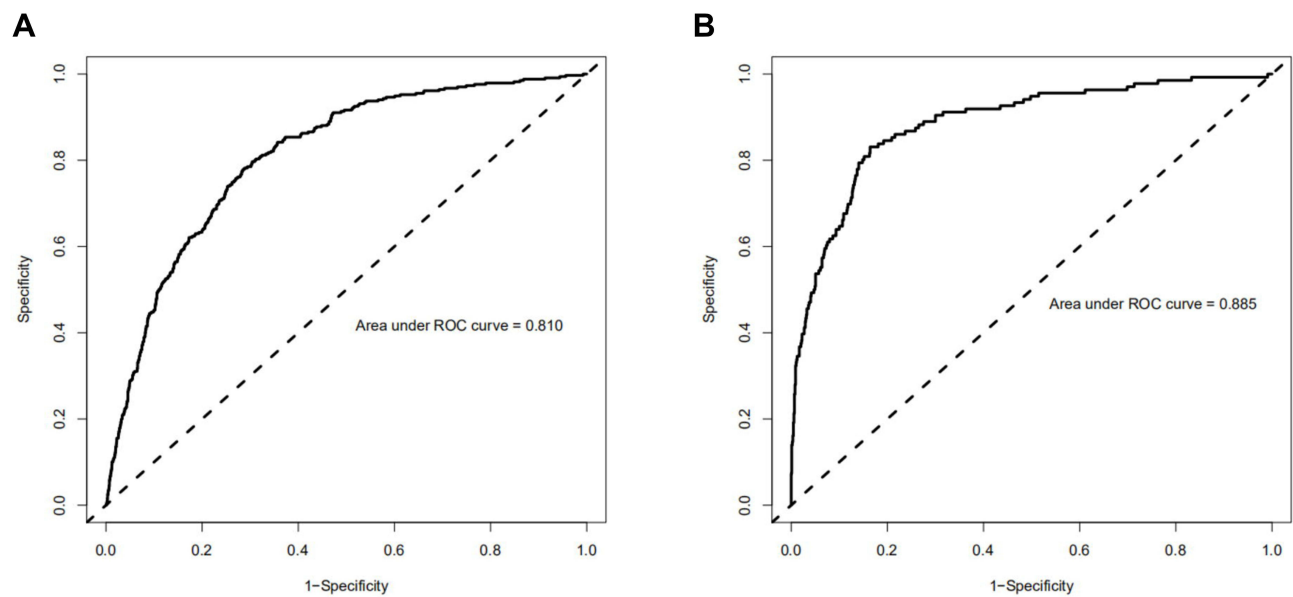 A
B
1.0
0.8
0.6
0.4
0.2
0.0
Specificity
Area under ROC curve = 0.810
0.0 0.2 0.4 0.6 0.8 1.0
1−Specificity
1.0
0.8
0.6
0.4
0.2
0.0
Specificity
Area under ROC curve = 0.885
0.0 0.2 0.4 0.6 0.8 1.0
1−Specificity